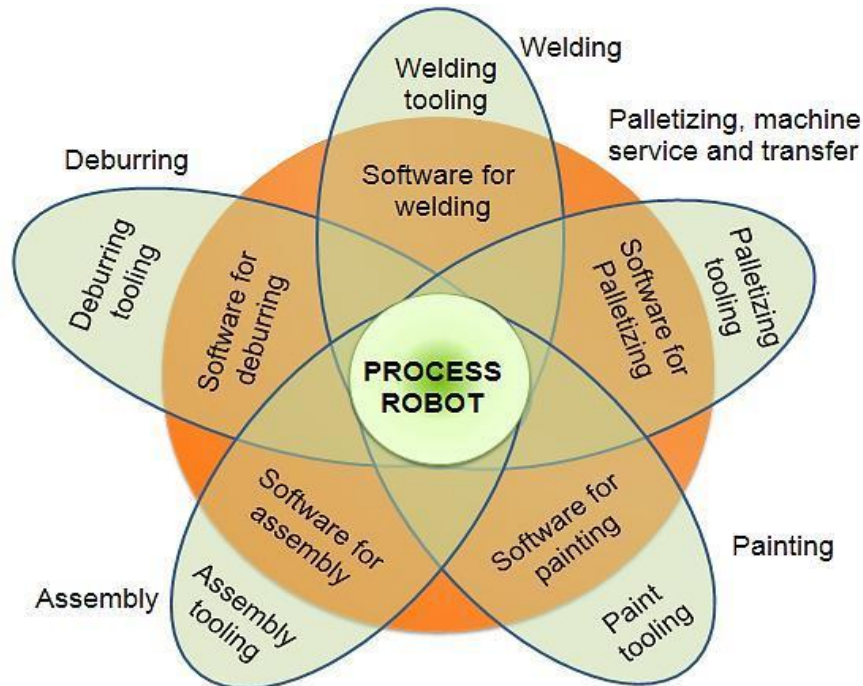 Welding
Welding
tooling
Software for
welding
Palletizing, machine
service and transfer
Software for
Palletizing
Palletizing
tooling
Deburring
Deburring
tooling
Software for
deburring
PROCESS
ROBOT
Software for
assembly
Assembly
tooling
Assembly
Software for
painting
Paint
tooling
Painting